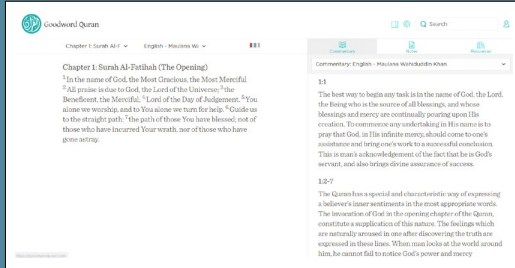 Goodword Quran
Search
Chapter 1: Surah Al-F
English - Maulana Wa
Commentary
Notes
Resources
Commentary: English - Maulana Wahiduddin Khan
Chapter 1: Surah Al-Fatihah (The Opening)
1 In the name of God, the Most Gracious, the Most Merciful
2 All praise is due to God, the Lord of the Universe; 3 the
Beneficent, the Merciful; 4 Lord of the Day of Judgement. 5 You
alone we worship, and to You alone we turn for help. 6 Guide us
to the straight path: 7 the path of those You have blessed; not of
those who have incurred Your wrath, nor of those who have
gone astray.
1:1
The best way to begin any task is in the name of God, the Lord,
the Being who is the source of all blessings, and whose
blessings and mercy are continually pouring upon His
creation. To commence any undertaking in His name is to
pray that God, in His infinite mercy, should come to one's
assistance and bring one's work to a successful conclusion.
This is man's acknowledgement of the fact that he is God's
servant, and also brings divine assurance of success.
1:2-7
The Quran has a special and characteristic way of expressing
a believer's inner sentiments in the most appropriate words.
The invocation of God in the opening chapter of the Quran,
constitute a supplication of this nature. The feelings which
are naturally aroused in one after discovering the truth are
expressed in these lines. When man looks at the world around
him, he cannot fail to notice God's power and mercy